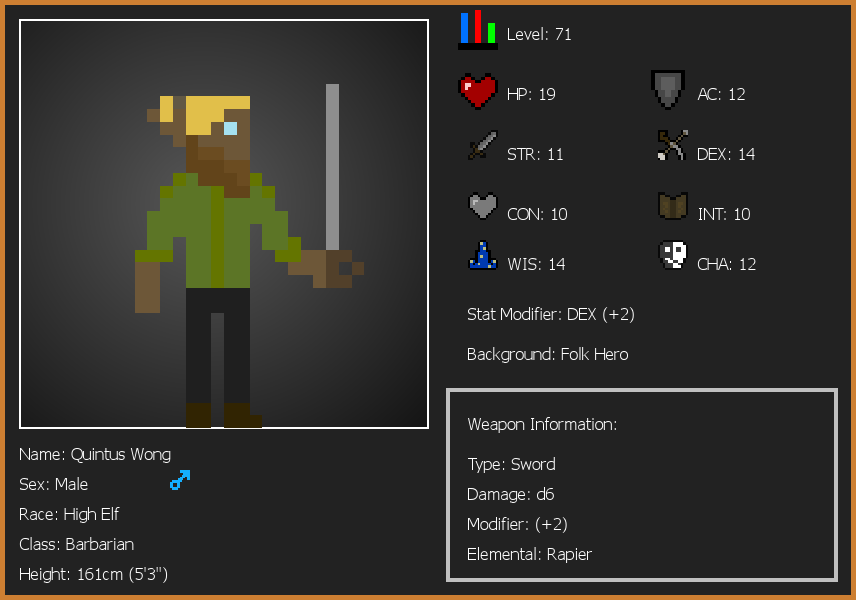 Level: 71
HP: 19
AC: 12
STR: 11
DEX: 14
CON: 10
INT: 10
WIS: 14
CHA: 12
Stat Modifier: DEX (+2)
Background: Folk Hero
Weapon Information:
Type: Sword
Damage: d6
Modifier: (+2)
Elemental: Rapier
Name: Quintus Wong
Sex: Male
Race: High Elf
Class: Barbarian
Height: 161cm (5'3")